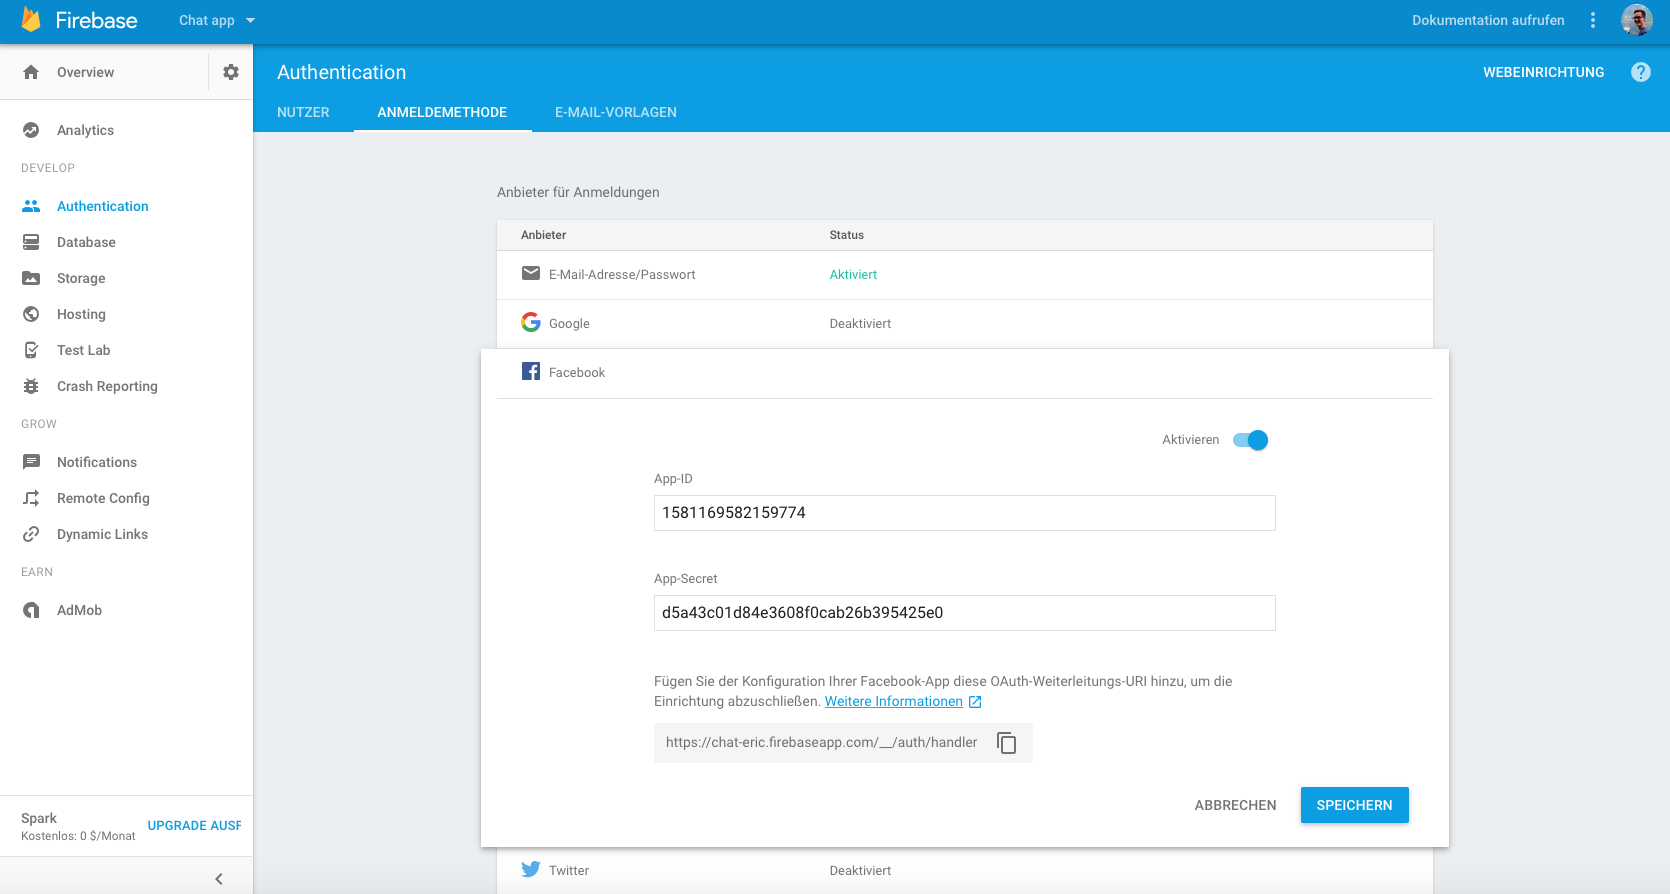 Firebase
Chat app
Dokumentation aufrufen
Overview
Authentication
WEBEINRICHTUNG
?
NUTZER
ANMELDEMETHODE
E-MAIL-VORLAGEN
Analytics
DEVELOP
Authentication
Database
Storage
Hosting
Test Lab
Crash Reporting
GROW
Notifications
Remote Config
Dynamic Links
EARN
AdMob
Spark
Kostenlos: 0 $/Monat
UPGRADE AUSF
Anbieter für Anmeldungen
Anbieter
Status
E-Mail-Adresse/Passwort
Aktiviert
Google
Deaktiviert
Facebook
Aktivieren
App-ID
1581169582159774
App-Secret
d5a43c01d84e3608f0cab26b395425e0
Fügen Sie der Konfiguration Ihrer Facebook-App diese OAuth-Weiterleitungs-URI hinzu, um die
Einrichtung abzuschließen. Weitere Informationen
https://chat-eric.firebaseapp.com/__/auth/handler
ABBRECHEN
SPEICHERN
Twitter
Deaktiviert